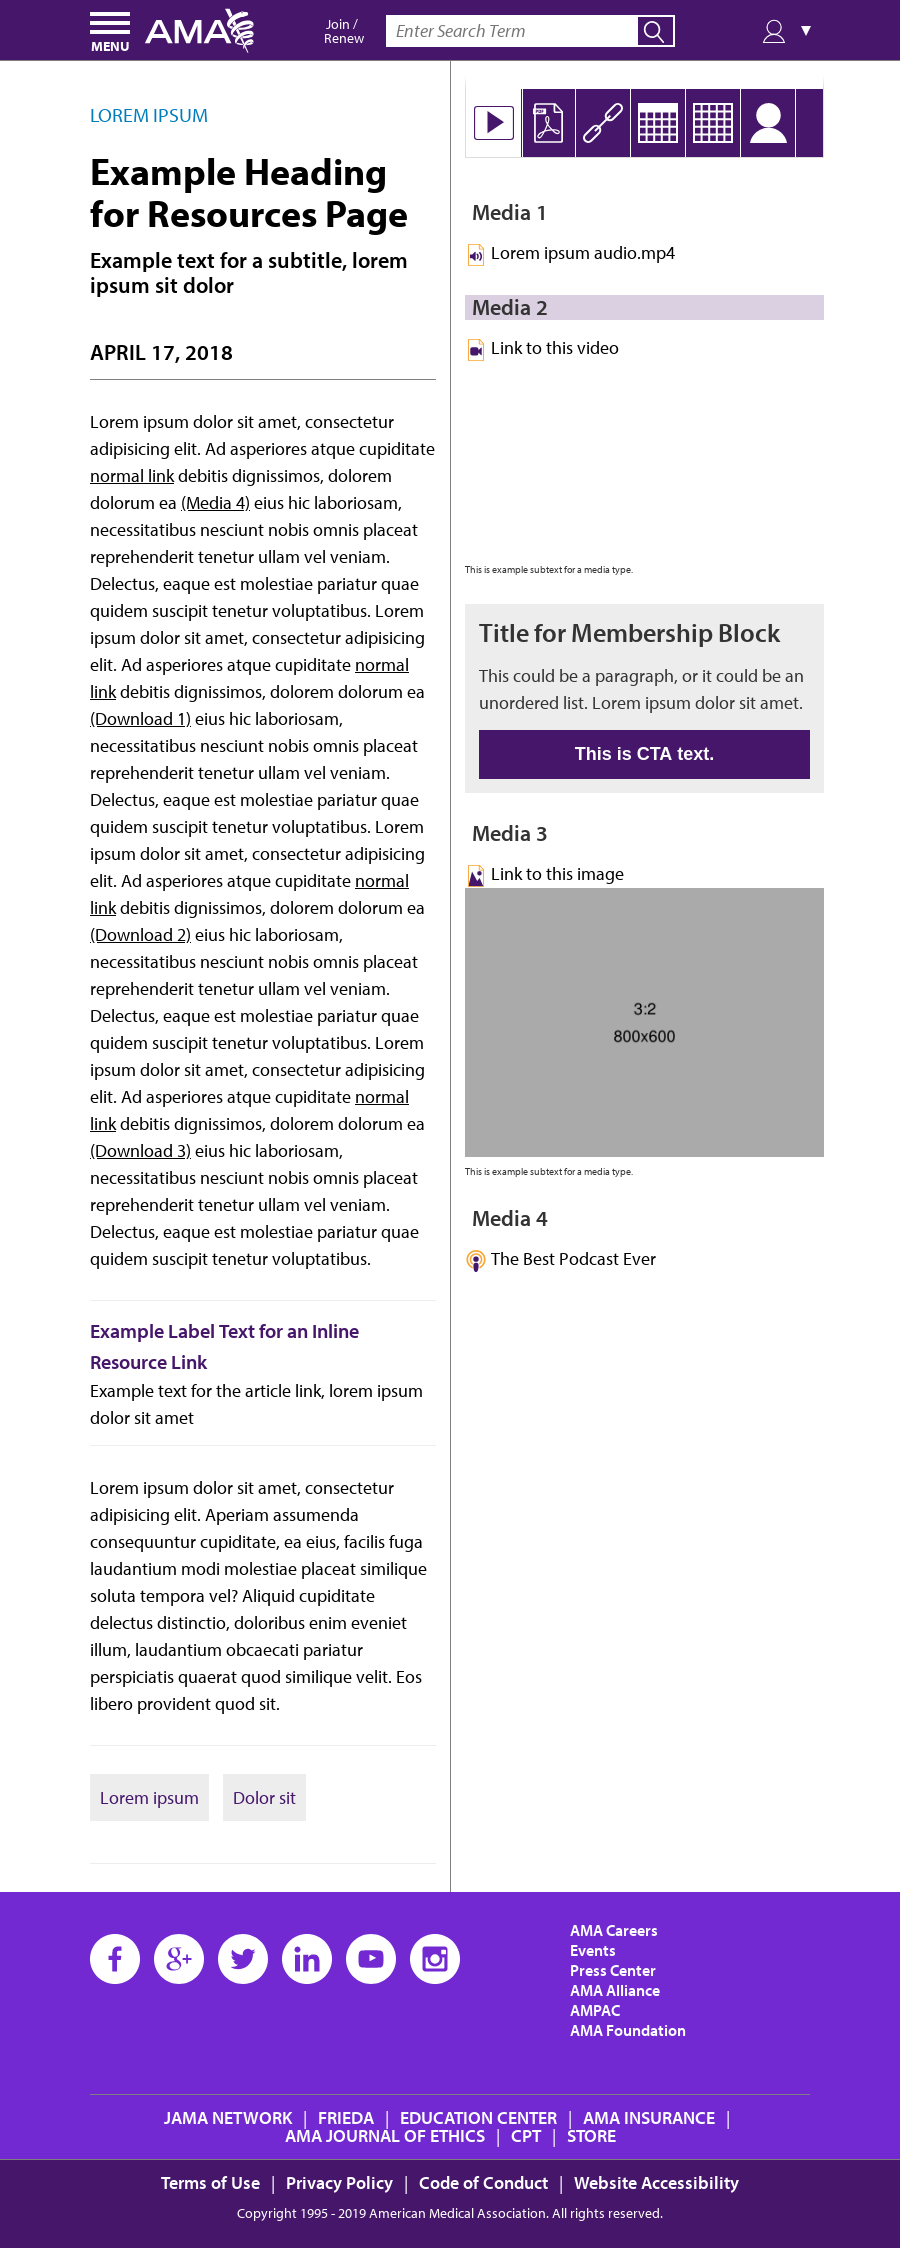 MENU
AMA
Join /
Renew
Enter Search Term
LOREM IPSUM
Example Heading
for Resources Page
Example text for a subtitle, lorem
ipsum sit dolor
APRIL 17, 2018
Lorem ipsum dolor sit amet, consectetur
adipisicing elit. Ad asperiores atque cupiditate
normal link debitis dignissimos, dolorem
dolorum ea (Media 4) eius hic laboriosam,
necessitatibus nesciunt nobis omnis placeat
reprehenderit tenetur ullam vel veniam.
Delectus, eaque est molestiae pariatur quae
quidem suscipit tenetur voluptatibus. Lorem
ipsum dolor sit amet, consectetur adipisicing
elit. Ad asperiores atque cupiditate normal
link debitis dignissimos, dolorem dolorum ea
(Download 1) eius hic laboriosam,
necessitatibus nesciunt nobis omnis placeat
reprehenderit tenetur ullam vel veniam.
Delectus, eaque est molestiae pariatur quae
quidem suscipit tenetur voluptatibus. Lorem
ipsum dolor sit amet, consectetur adipisicing
elit. Ad asperiores atque cupiditate normal
link debitis dignissimos, dolorem dolorum ea
(Download 2) eius hic laboriosam,
necessitatibus nesciunt nobis omnis placeat
reprehenderit tenetur ullam vel veniam.
Delectus, eaque est molestiae pariatur quae
quidem suscipit tenetur voluptatibus. Lorem
ipsum dolor sit amet, consectetur adipisicing
elit. Ad asperiores atque cupiditate normal
link debitis dignissimos, dolorem dolorum ea
(Download 3) eius hic laboriosam,
necessitatibus nesciunt nobis omnis placeat
reprehenderit tenetur ullam vel veniam.
Delectus, eaque est molestiae pariatur quae
quidem suscipit tenetur voluptatibus.
Example Label Text for an Inline
Resource Link
Example text for the article link, lorem ipsum
dolor sit amet
Lorem ipsum dolor sit amet, consectetur
adipisicing elit. Aperiam assumenda
consequuntur cupiditate, ea eius, facilis fuga
laudantium modi molestiae placeat similique
soluta tempora vel? Aliquid cupiditate
delectus distinctio, doloribus enim eveniet
illum, laudantium obcaecati pariatur
perspiciatis quaerat quod similique velit. Eos
libero provident quod sit.
Lorem ipsum
Dolor sit
PDF
Media 1
Lorem ipsum audio.mp4
Media 2
Link to this video
This is example subtext for a media type.
Title for Membership Block
This could be a paragraph, or it could be an
unordered list. Lorem ipsum dolor sit amet.
This is CTA text.
Media 3
Link to this image
3:2
800x600
This is example subtext for a media type.
Media 4
The Best Podcast Ever
AMA Careers
Events
Press Center
AMA Alliance
AMPAC
AMA Foundation
JAMA NETWORK | FRIEDA | EDUCATION CENTER | AMA INSURANCE |
AMA JOURNAL OF ETHICS | CPT | STORE
Terms of Use | Privacy Policy | Code of Conduct | Website Accessibility
Copyright 1995 - 2019 American Medical Association. All rights reserved.